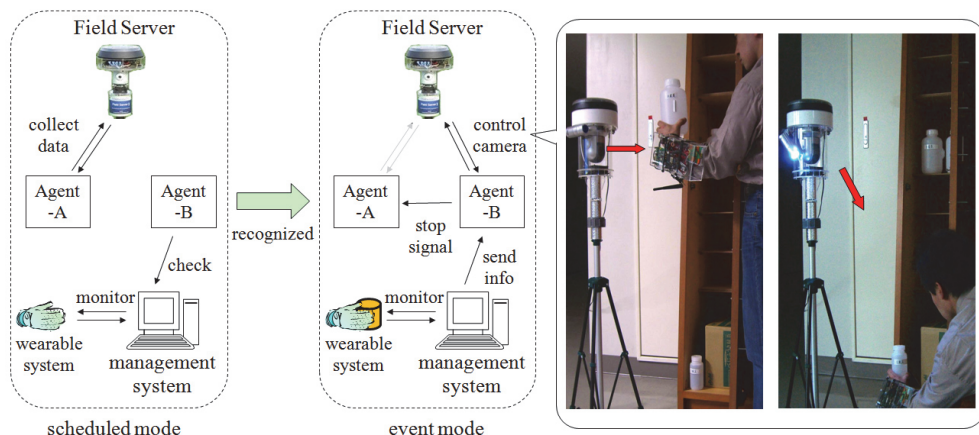 Field Server
collect
data
Agent
-A
Agent
-B
check
monitor
wearable
system
management
system
scheduled mode
recognized
Field Server
control
camera
Agent
-A
Agent
-B
stop
signal
send
info
monitor
wearable
system
management
system
event mode